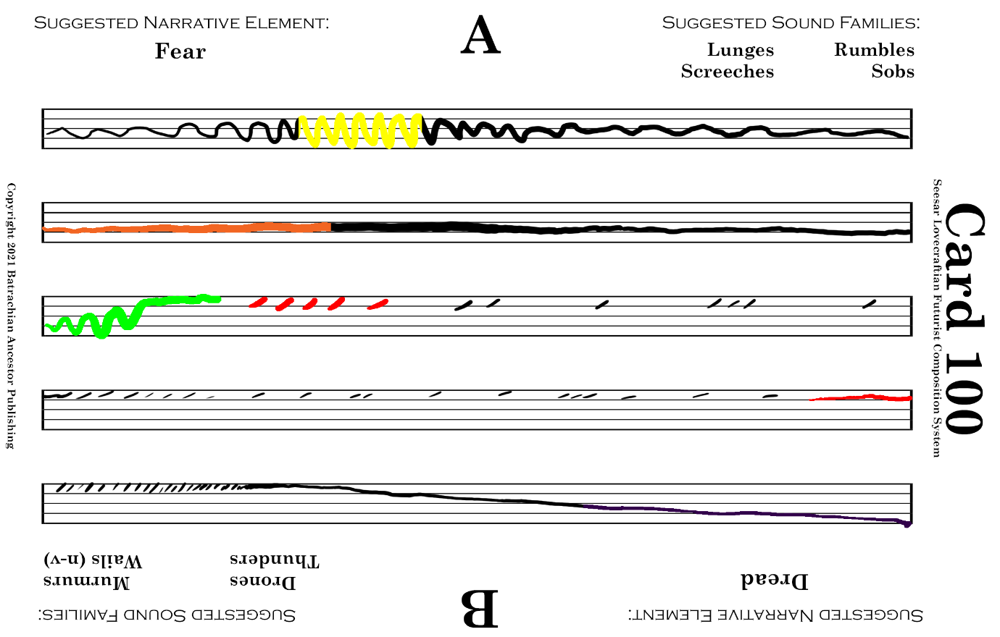 SUGGESTED NARRATIVE ELEMENT:
Fear
A
SUGGESTED SOUND FAMILIES:
Lunges Rumbles
Screeches Sobs
Copyright 2021 Batrachian Ancestor Publishing
Card 100
Seesar Lovecraftian Futurist Composition System
B
SUGGESTED NARRATIVE ELEMENT:
Dread
SUGGESTED SOUND FAMILIES:
Drones Murmurs
Thunders Wails (n-v)